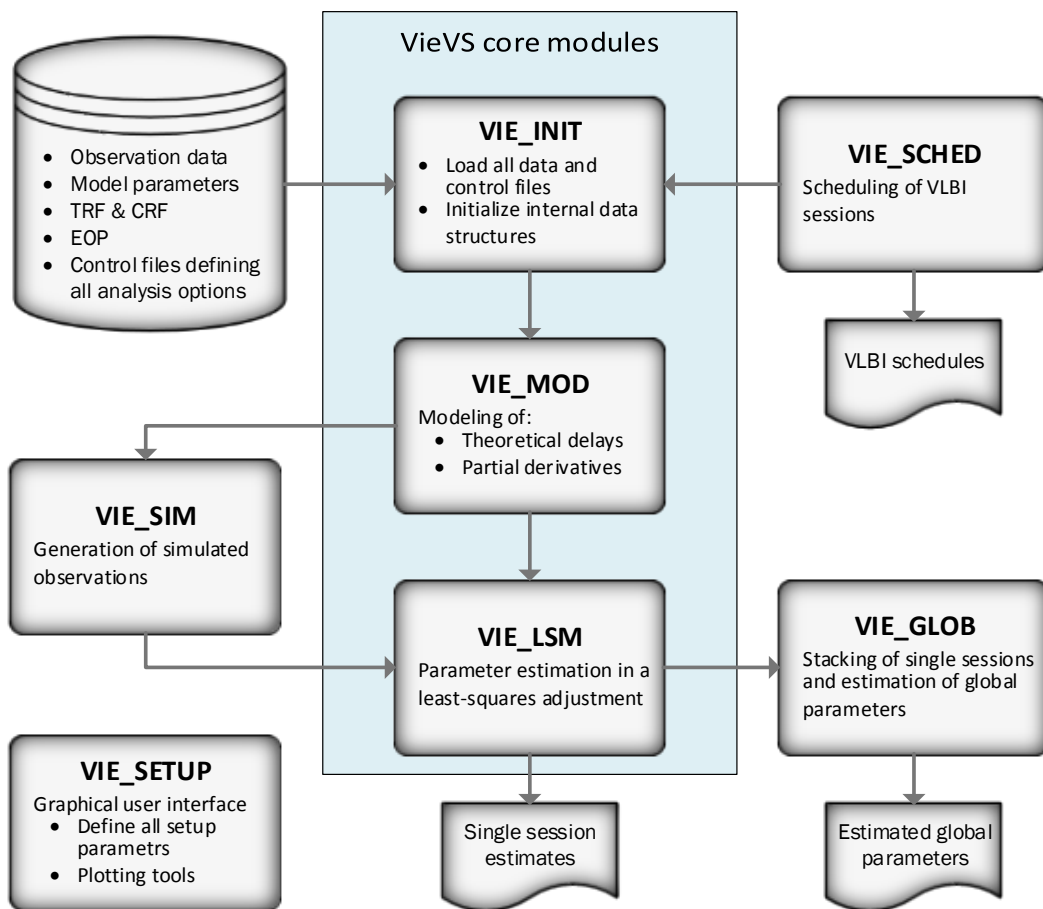 VieVS core modules
• Observation data
• Model parameters
• TRF & CRF
• EOP
• Control files defining
all analysis options
VIE_INIT
• Load all data and
control files
• Initialize internal data
structures
VIE_SCHED
Scheduling of VLBI
sessions
VLBI schedules
VIE_MOD
Modeling of:
• Theoretical delays
• Partial derivatives
VIE_SIM
Generation of simulated
observations
VIE_LSM
Parameter estimation in a
least-squares adjustment
VIE_GLOB
Stacking of single sessions
and estimation of global
parameters
VIE_SETUP
Graphical user interface
• Define all setup
parametrs
• Plotting tools
Single session
estimates
Estimated global
parameters